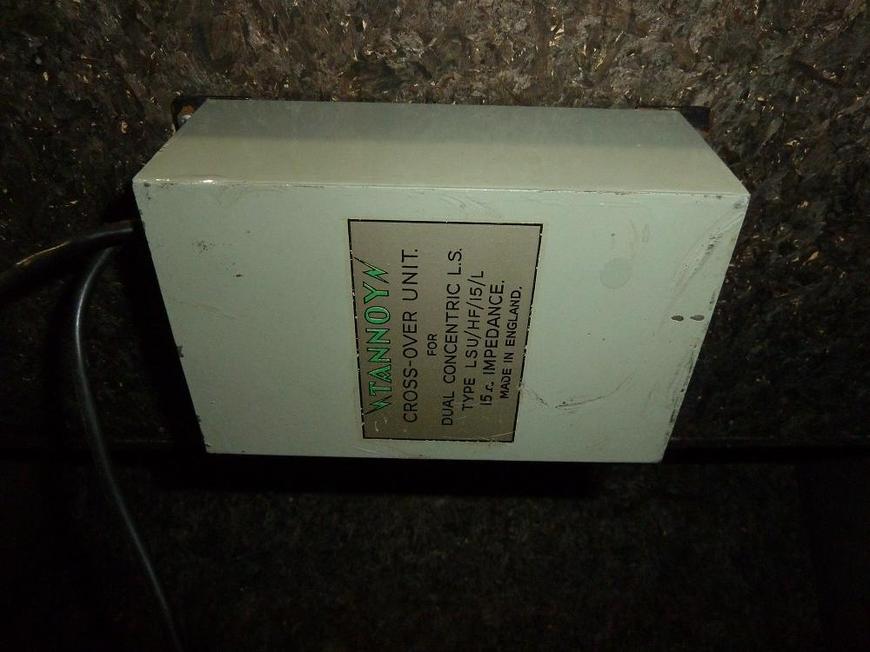 TANNOY
CROSS-OVER UNIT.
FOR
DUAL CONCENTRIC L.S.
TYPE LSU/HF/15/L
15 Ω. IMPEDANCE.
MADE IN ENGLAND.